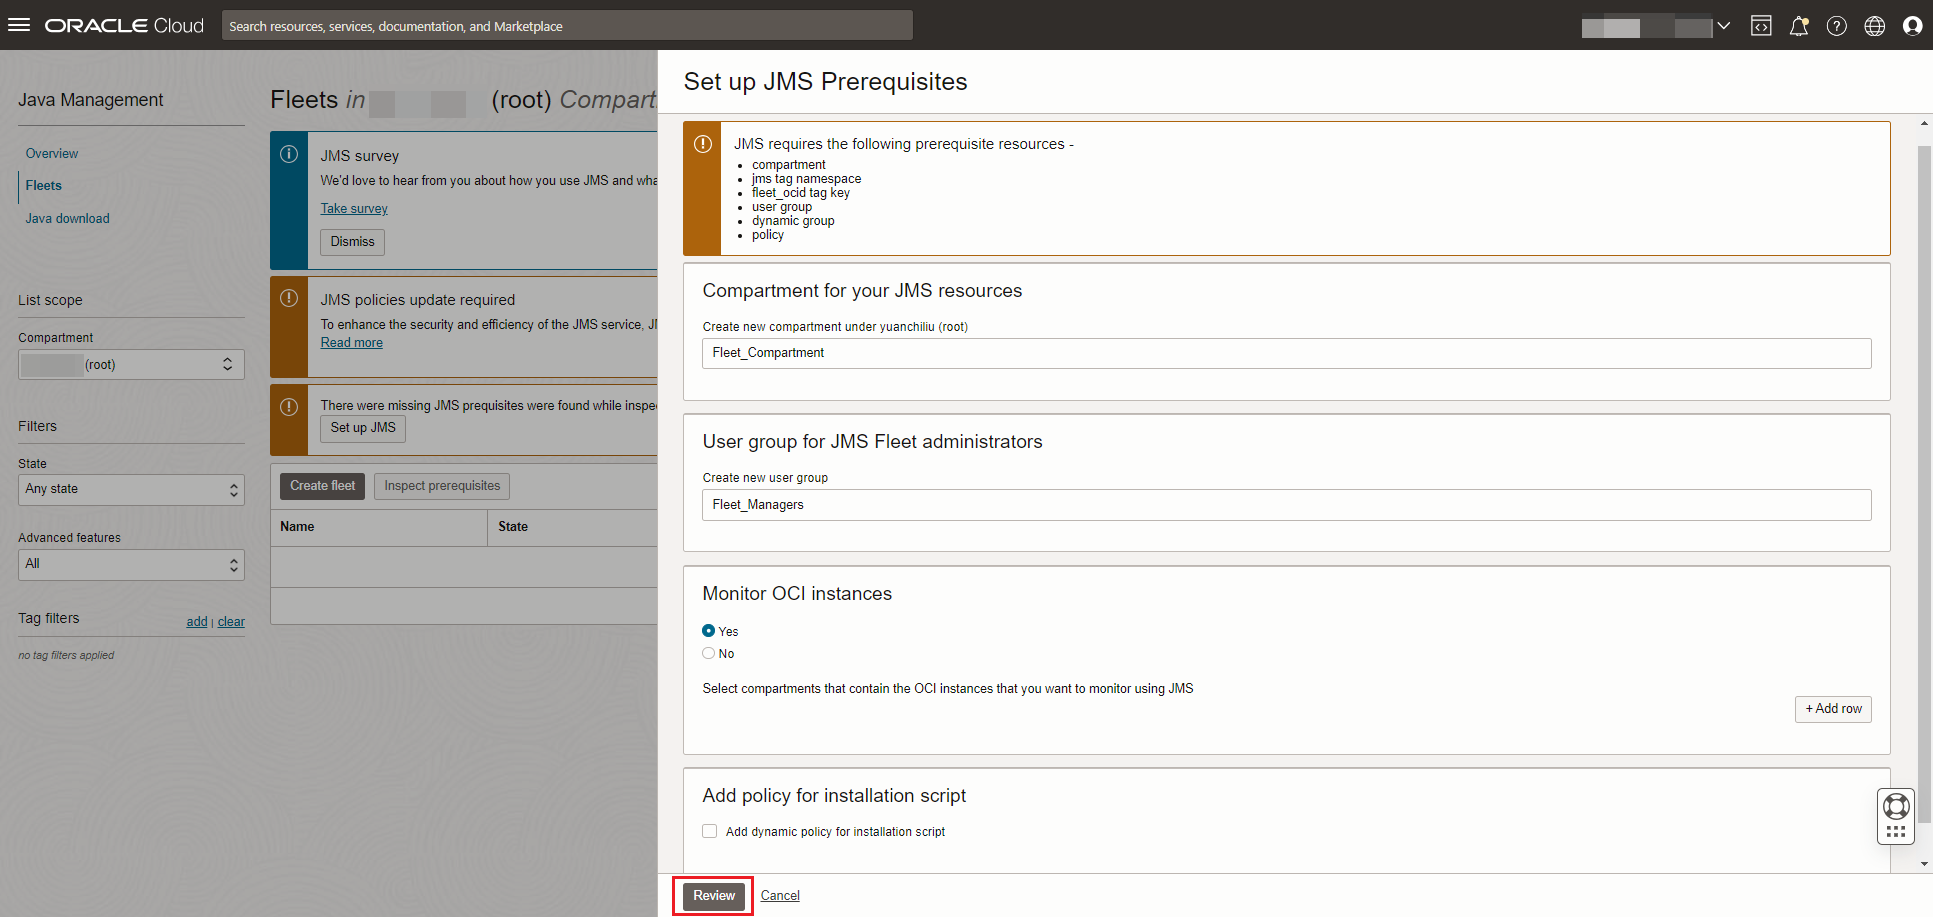 ORACLE Cloud
Search resources, services, documentation, and Marketplace
Java Management
Overview
Fleets
Java download
List scope
Compartment
(root)
Filters
State
Any state
Advanced features
All
Tag filters
add | clear
no tag filters applied
Fleets in (root) Compart
JMS survey
We'd love to hear from you about how you use JMS and wha
Take survey
Dismiss
JMS policies update required
To enhance the security and efficiency of the JMS service, JI
Read more
There were missing JMS prequisites were found while inspe
Set up JMS
Create fleet
Inspect prerequisites
Name
State
Set up JMS Prerequisites
JMS requires the following prerequisite resources -
• compartment
• jms tag namespace
• fleet_ocid tag key
• user group
• dynamic group
• policy
Compartment for your JMS resources
Create new compartment under yuanchiliu (root)
Fleet_Compartment
User group for JMS Fleet administrators
Create new user group
Fleet_Managers
Monitor OCI instances
Yes
No
Select compartments that contain the OCI instances that you want to monitor using JMS
+ Add row
Add policy for installation script
Add dynamic policy for installation script
Review
Cancel